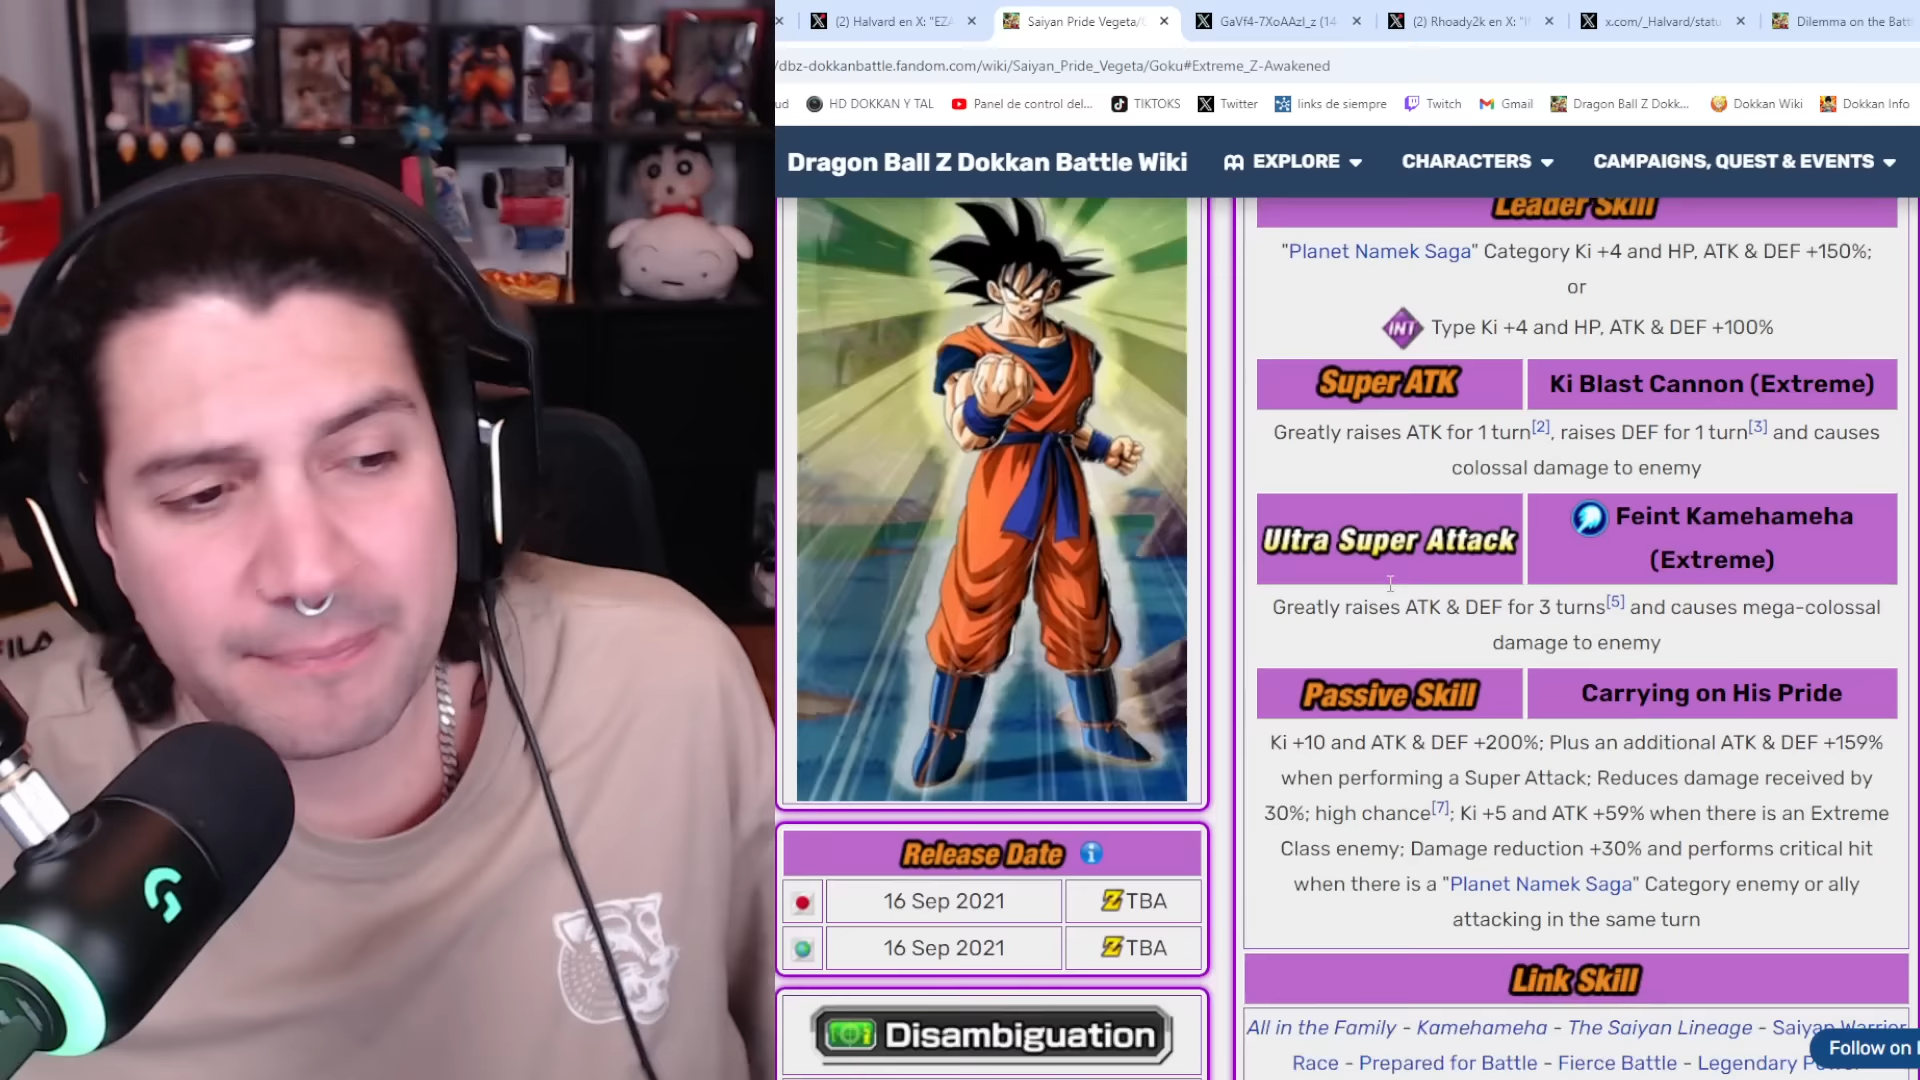 (2) Halvard en X: "EZA
Saiyan Pride Vegeta/
GaVf4-7XoAAzI_z (14
(2) Rhoady2k en X: "I
x.com/_Halvard/statu
Dilemma on the Batt
/dbz-dokkanbattle.fandom.com/wiki/Saiyan_Pride_Vegeta/Goku#Extreme_Z-Awakened
ud
HD DOKKAN Y TAL
Panel de control del...
TIKTOKS
Twitter
links de siempre
Twitch
Gmail
Dragon Ball Z Dokk...
Dokkan Wiki
Dokkan Info
Dragon Ball Z Dokkan Battle Wiki
EXPLORE
CHARACTERS
CAMPAIGNS, QUEST & EVENTS
Leader Skill
"Planet Namek Saga" Category Ki +4 and HP, ATK & DEF +150%;
or
INT Type Ki +4 and HP, ATK & DEF +100%
Super ATK
Ki Blast Cannon (Extreme)
Greatly raises ATK for 1 turn[2], raises DEF for 1 turn[3] and causes
colossal damage to enemy
Ultra Super Attack
Feint Kamehameha
(Extreme)
Greatly raises ATK & DEF for 3 turns[5] and causes mega-colossal
damage to enemy
Passive Skill
Carrying on His Pride
Ki +10 and ATK & DEF +200%; Plus an additional ATK & DEF +159%
when performing a Super Attack; Reduces damage received by
30%; high chance[7]; Ki +5 and ATK +59% when there is an Extreme
Class enemy; Damage reduction +30% and performs critical hit
when there is a "Planet Namek Saga" Category enemy or ally
attacking in the same turn
Link Skill
All in the Family - Kamehameha - The Saiyan Lineage - Saiyan Warrior
Race - Prepared for Battle - Fierce Battle - Legendary Power
Follow on
Release Date
16 Sep 2021
Z TBA
16 Sep 2021
Z TBA
Disambiguation
FILA